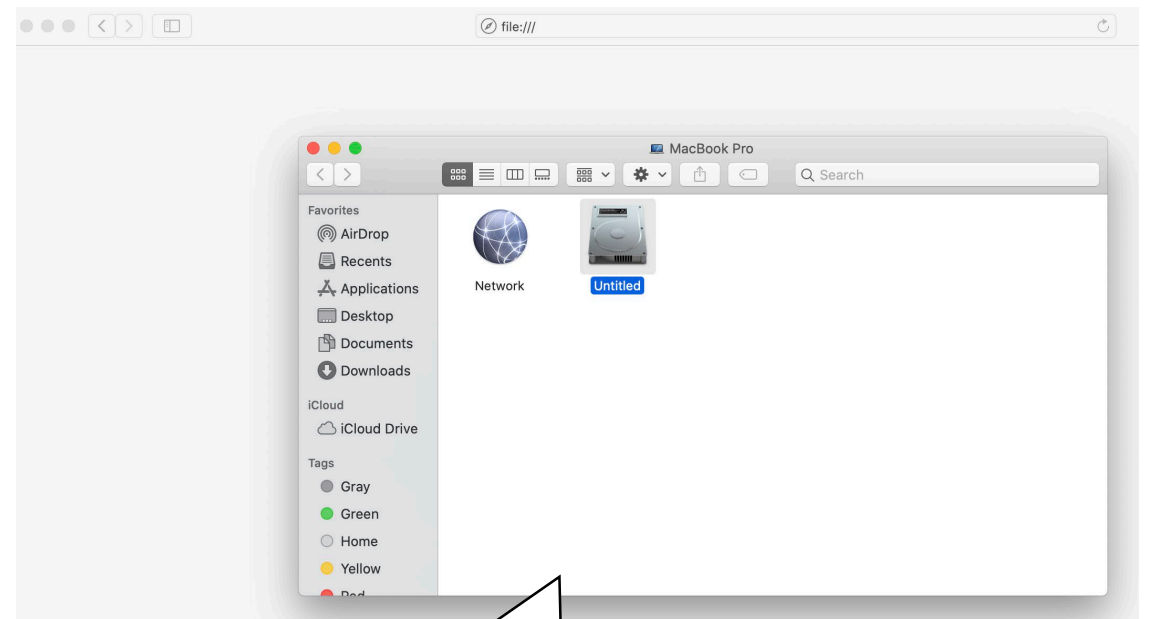 file:///
MacBook Pro
Search
Favorites
AirDrop
Recents
Applications
Desktop
Documents
Downloads
iCloud
iCloud Drive
Tags
Gray
Green
Home
Yellow
Red
Network
Untitled